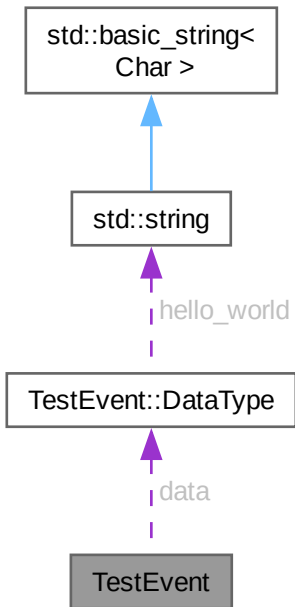 std::basic_string<
Char >
std::string
hello_world
TestEvent::DataType
data
TestEvent